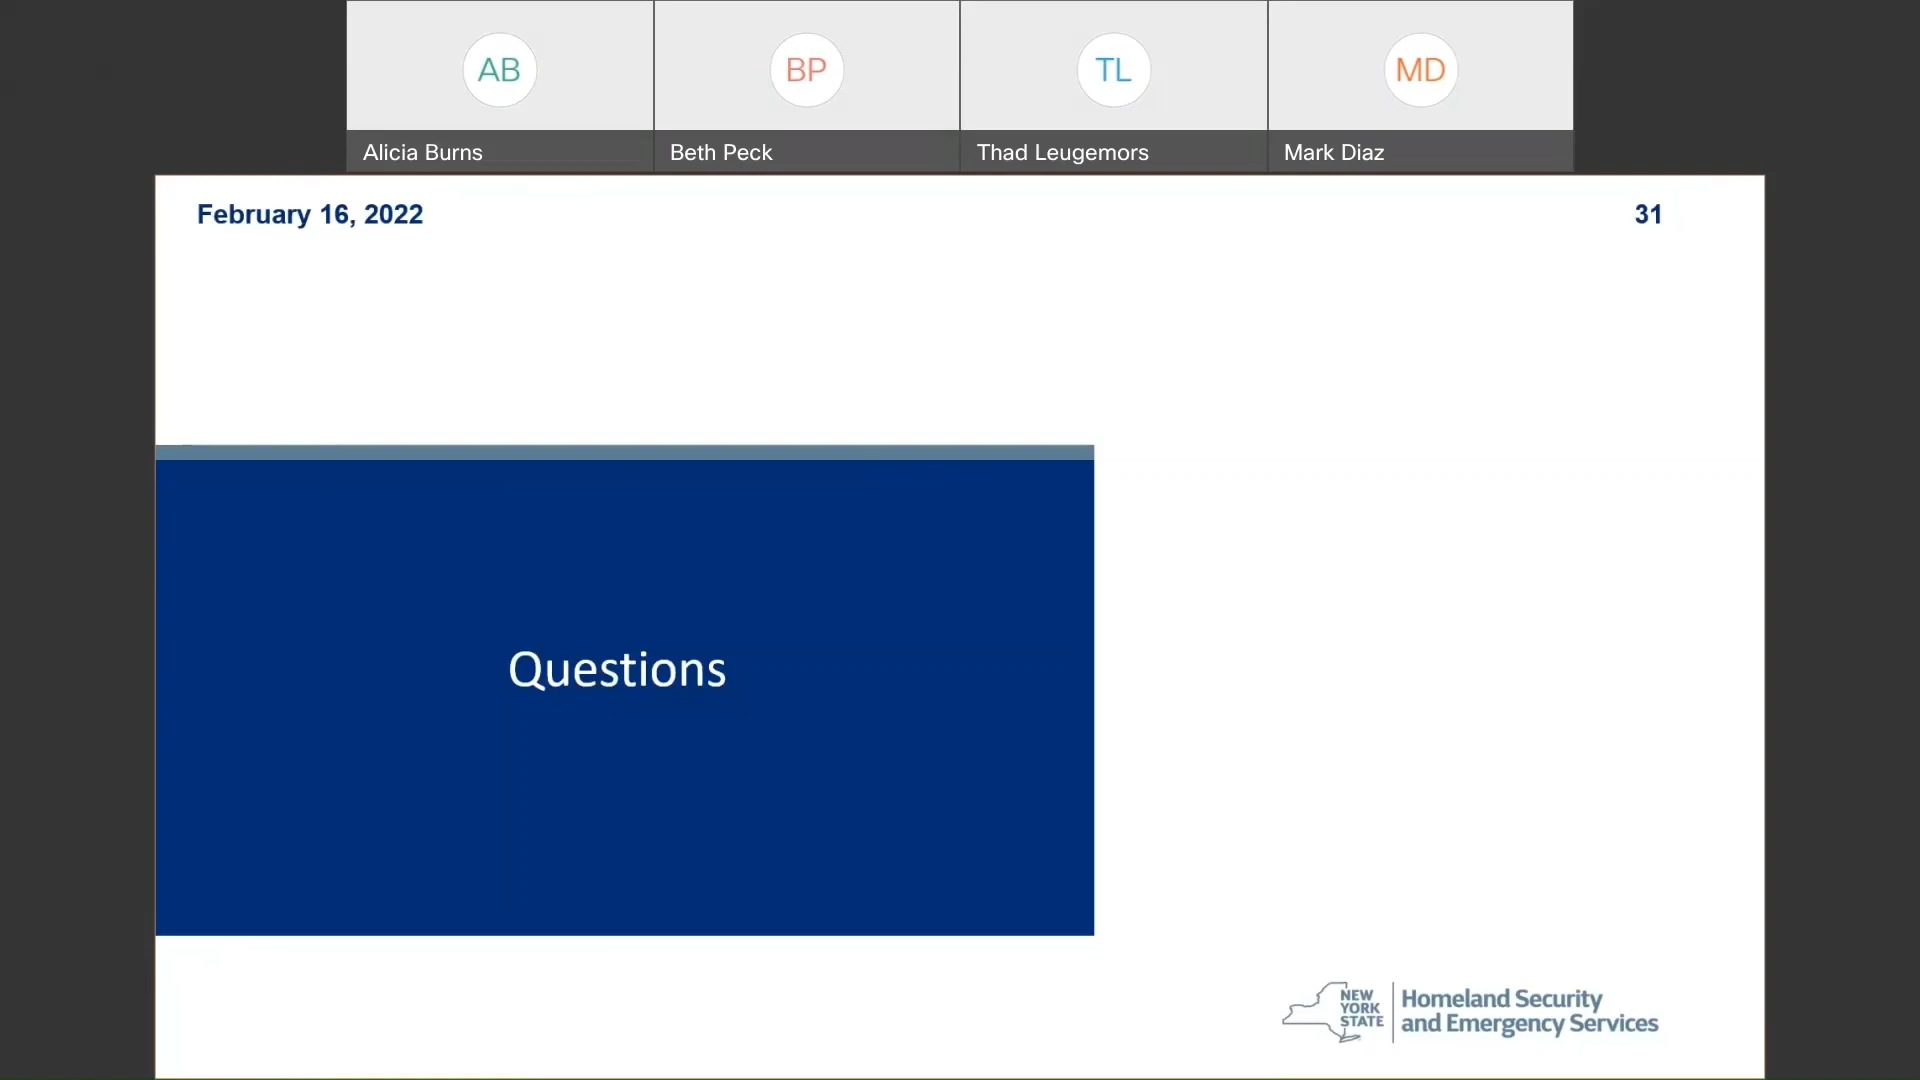 AB
BP
TL
MD
Alicia Burns
Beth Peck
Thad Leugemors
Mark Diaz
February 16, 2022
31
Questions
NEW
YORK
STATE
Homeland Security
and Emergency Services